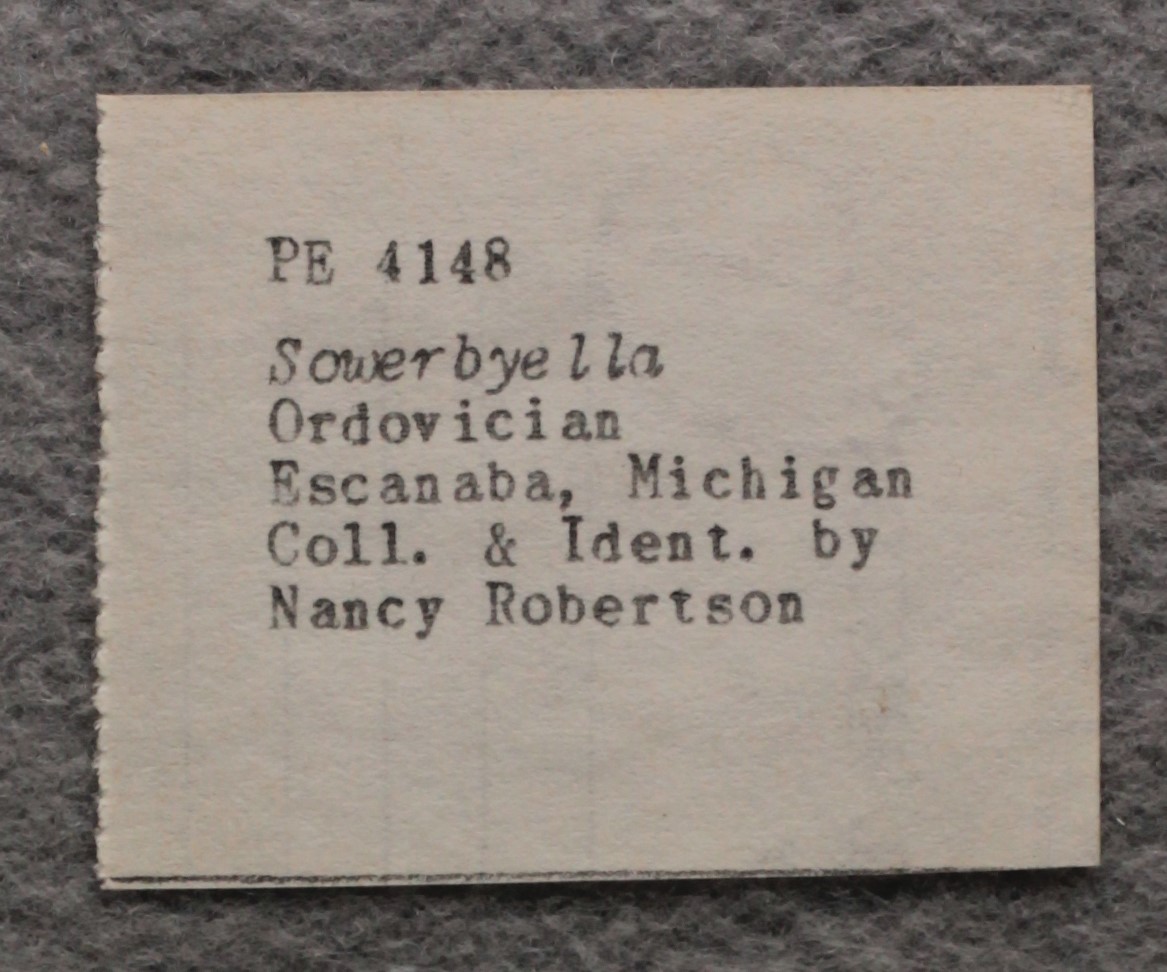 PE 4148
Sowerbyella
Ordovician
Escanaba, Michigan
Coll. & Ident. by
Nancy Robertson